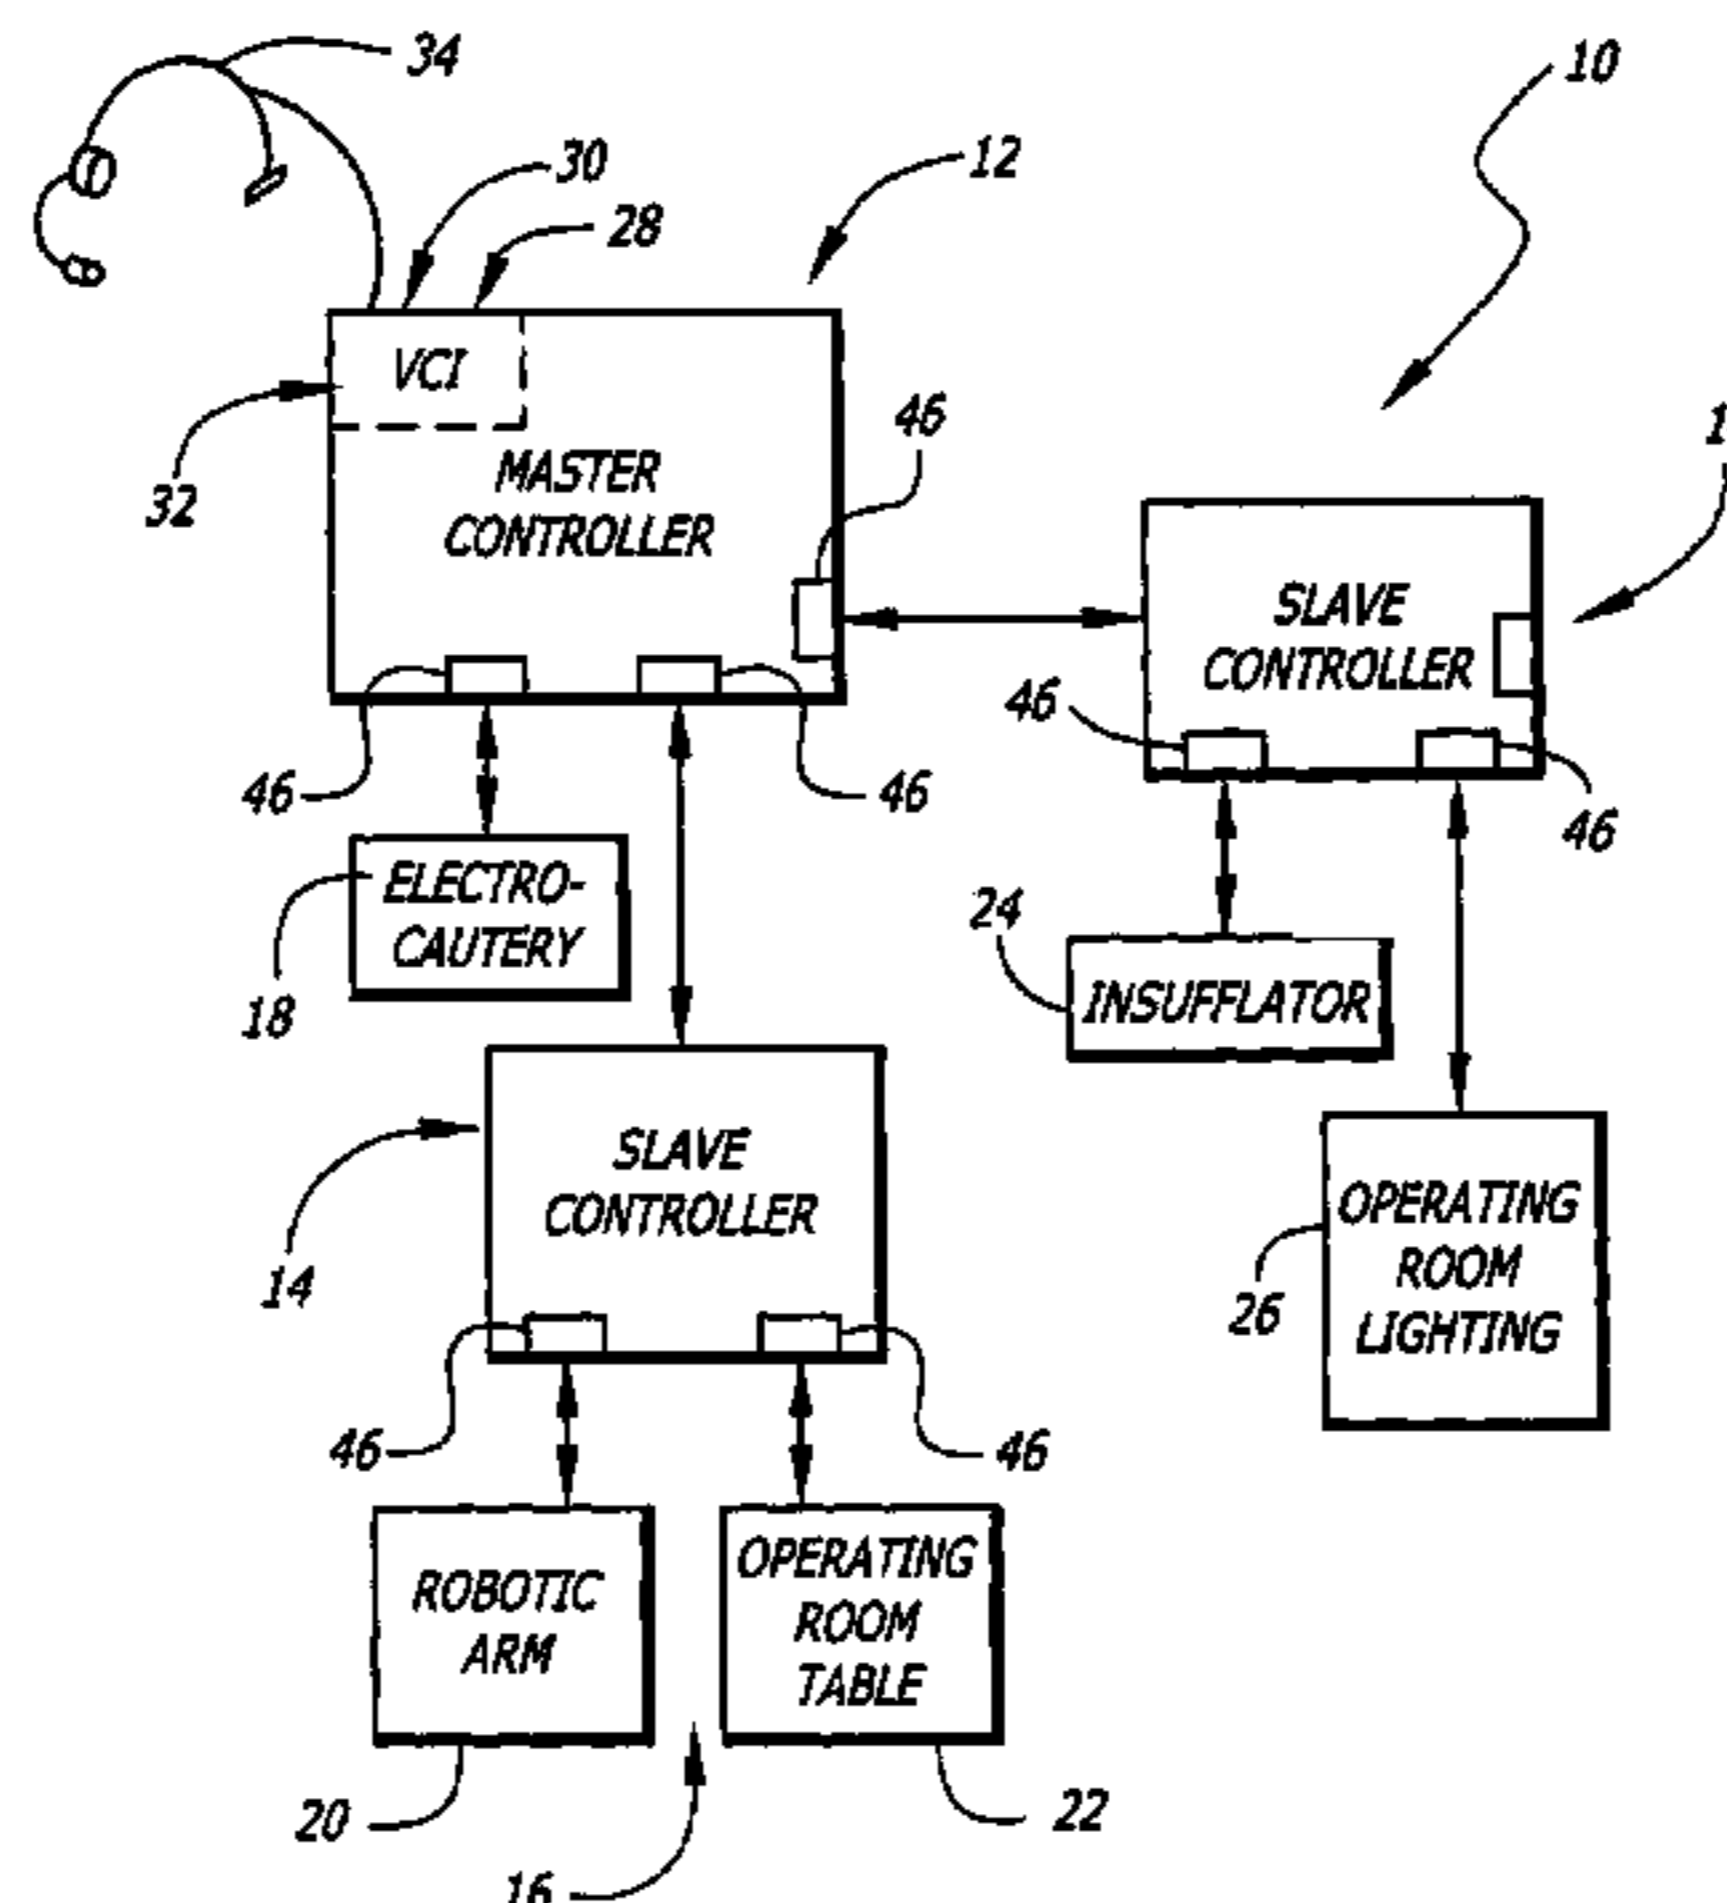 34
10
30
12
28
VCI
46
32
MASTER
CONTROLLER
1
SLAVE
CONTROLLER
46
46
46
46
ELECTRO-
CAUTERY
18
24
INSUFFLATOR
SLAVE
CONTROLLER
14
OPERATING
ROOM
LIGHTING
26
46
46
ROBOTIC
ARM
OPERATING
ROOM
TABLE
20
22
16